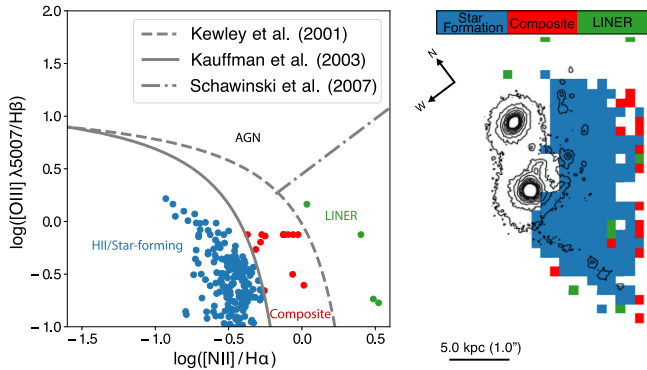 Kewley et al. (2001)
Kauffman et al. (2003)
Schawinski et al. (2007)
AGN
LINER
HII/Star-forming
Composite
log([OIII] λ5007/Hβ)
2.0
1.5
1.0
0.5
0.0
−0.5
−1.0
−1.5
−1.0
−0.5
0.0
0.5
log([NII]/Hα)
Star
Formation
Composite
LINER
N
W
5.0 kpc (1.0")